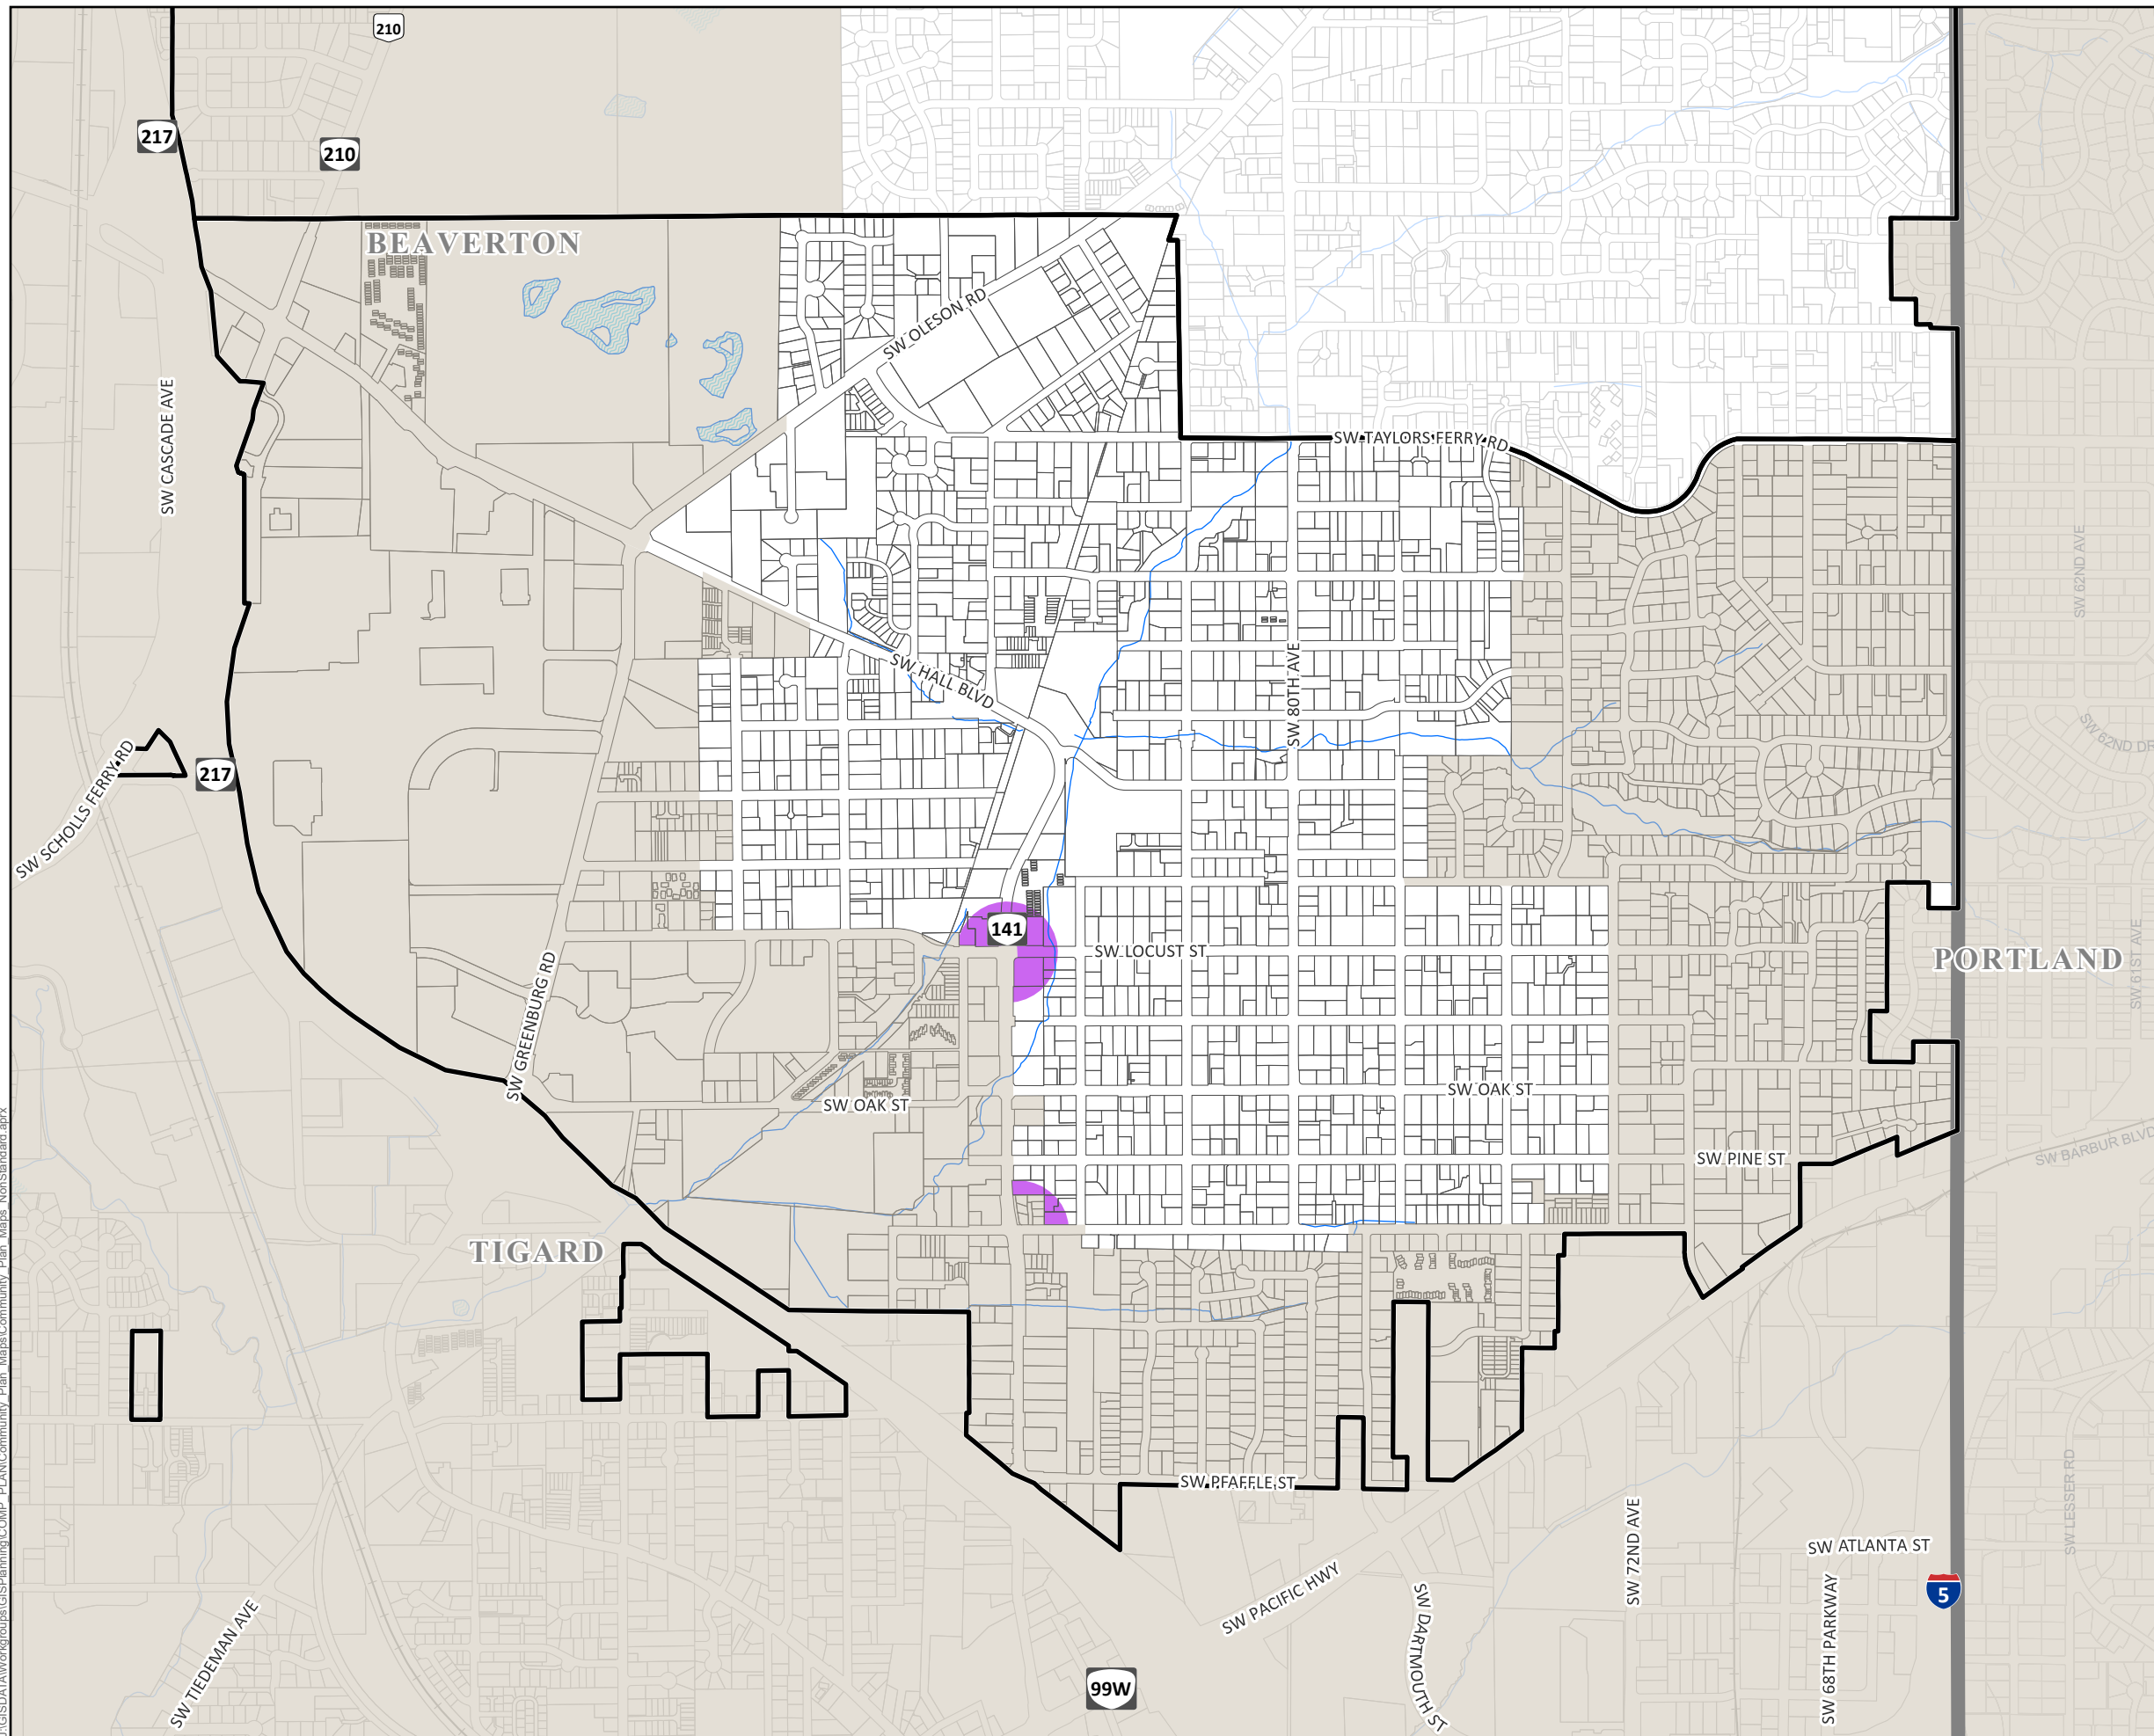 210
217
210
BEAVERTON
SW OLESON RD
SW CASCADE AVE
SW TAYLORS FERRY RD
SW 62ND AVE
SW HALL BLVD
SW 80TH AVE
SW 62ND DR
SW SCHOLLS FERRY RD
217
141
SW LOCUST ST
PORTLAND
SW 61ST AVE
SW GREENBURG RD
SW OAK ST
SW OAK ST
SW PINE ST
SW BARBUR BLVD
TIGARD
SW PFAFFLE ST
SW LESSER RD
SW 72ND AVE
SW ATLANTA ST
SW PACIFIC HWY
SW DARTMOUTH ST
SW 68TH PARKWAY
5
SW TIEDEMAN AVE
99W